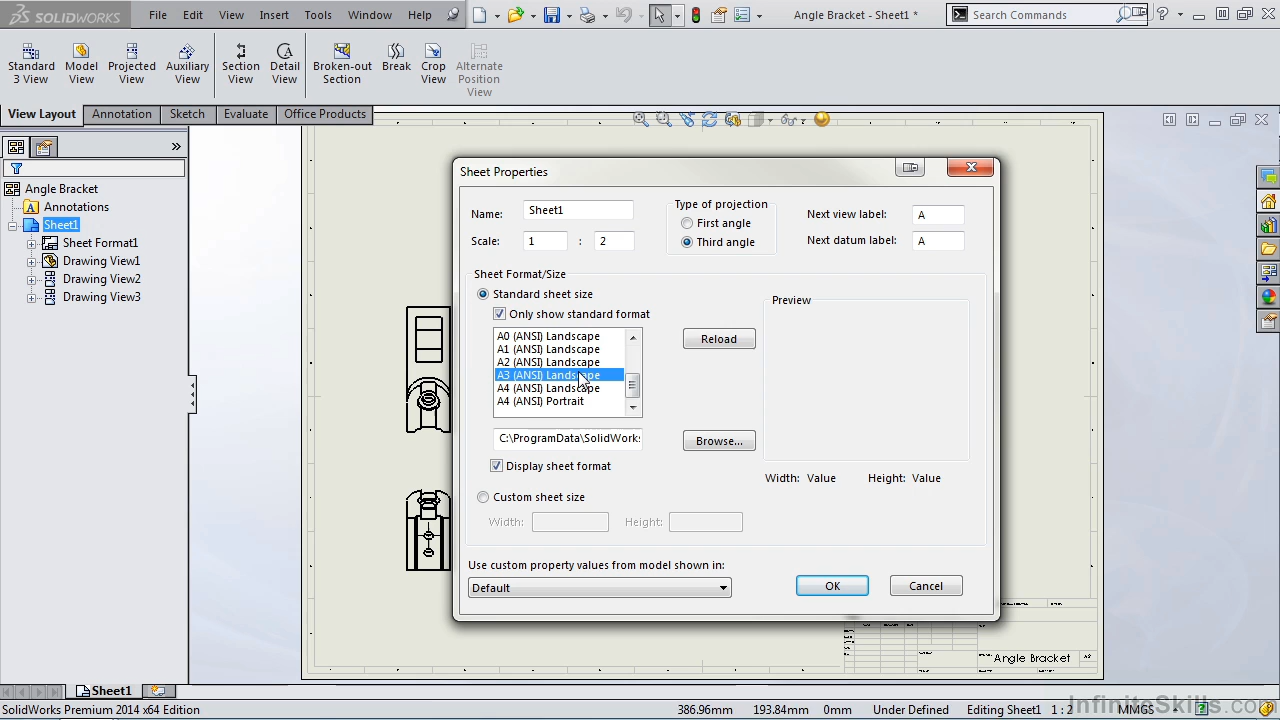 SOLIDWORKS File Edit View Insert Tools Window Help Angle Bracket - Sheet1 * Search Commands
Standard 3 View
Model View
Projected View
Auxiliary View
Section View
Detail View
Broken-out Section
Break
Crop View
Alternate Position View
View Layout Annotation Sketch Evaluate Office Products
Angle Bracket
Annotations
Sheet1
Sheet Format1
Drawing View1
Drawing View2
Drawing View3
Sheet Properties
Name: Sheet1
Scale: 1 : 2
Type of projection
First angle
Third angle
Next view label: A
Next datum label: A
Sheet Format/Size
Standard sheet size
Only show standard format
A0 (ANSI) Landscape
A1 (ANSI) Landscape
A2 (ANSI) Landscape
A3 (ANSI) Landscape
A4 (ANSI) Landscape
A4 (ANSI) Portrait
Reload
C:\ProgramData\SolidWork
Browse...
Display sheet format
Custom sheet size
Width: Height:
Preview
Width: Value Height: Value
Use custom property values from model shown in:
Default
OK Cancel
Angle Bracket
Sheet1
SolidWorks Premium 2014 x64 Edition 386.96mm 193.84mm 0mm Under Defined Editing Sheet1 1 : 2 MMGS
InfiniteSkills.com